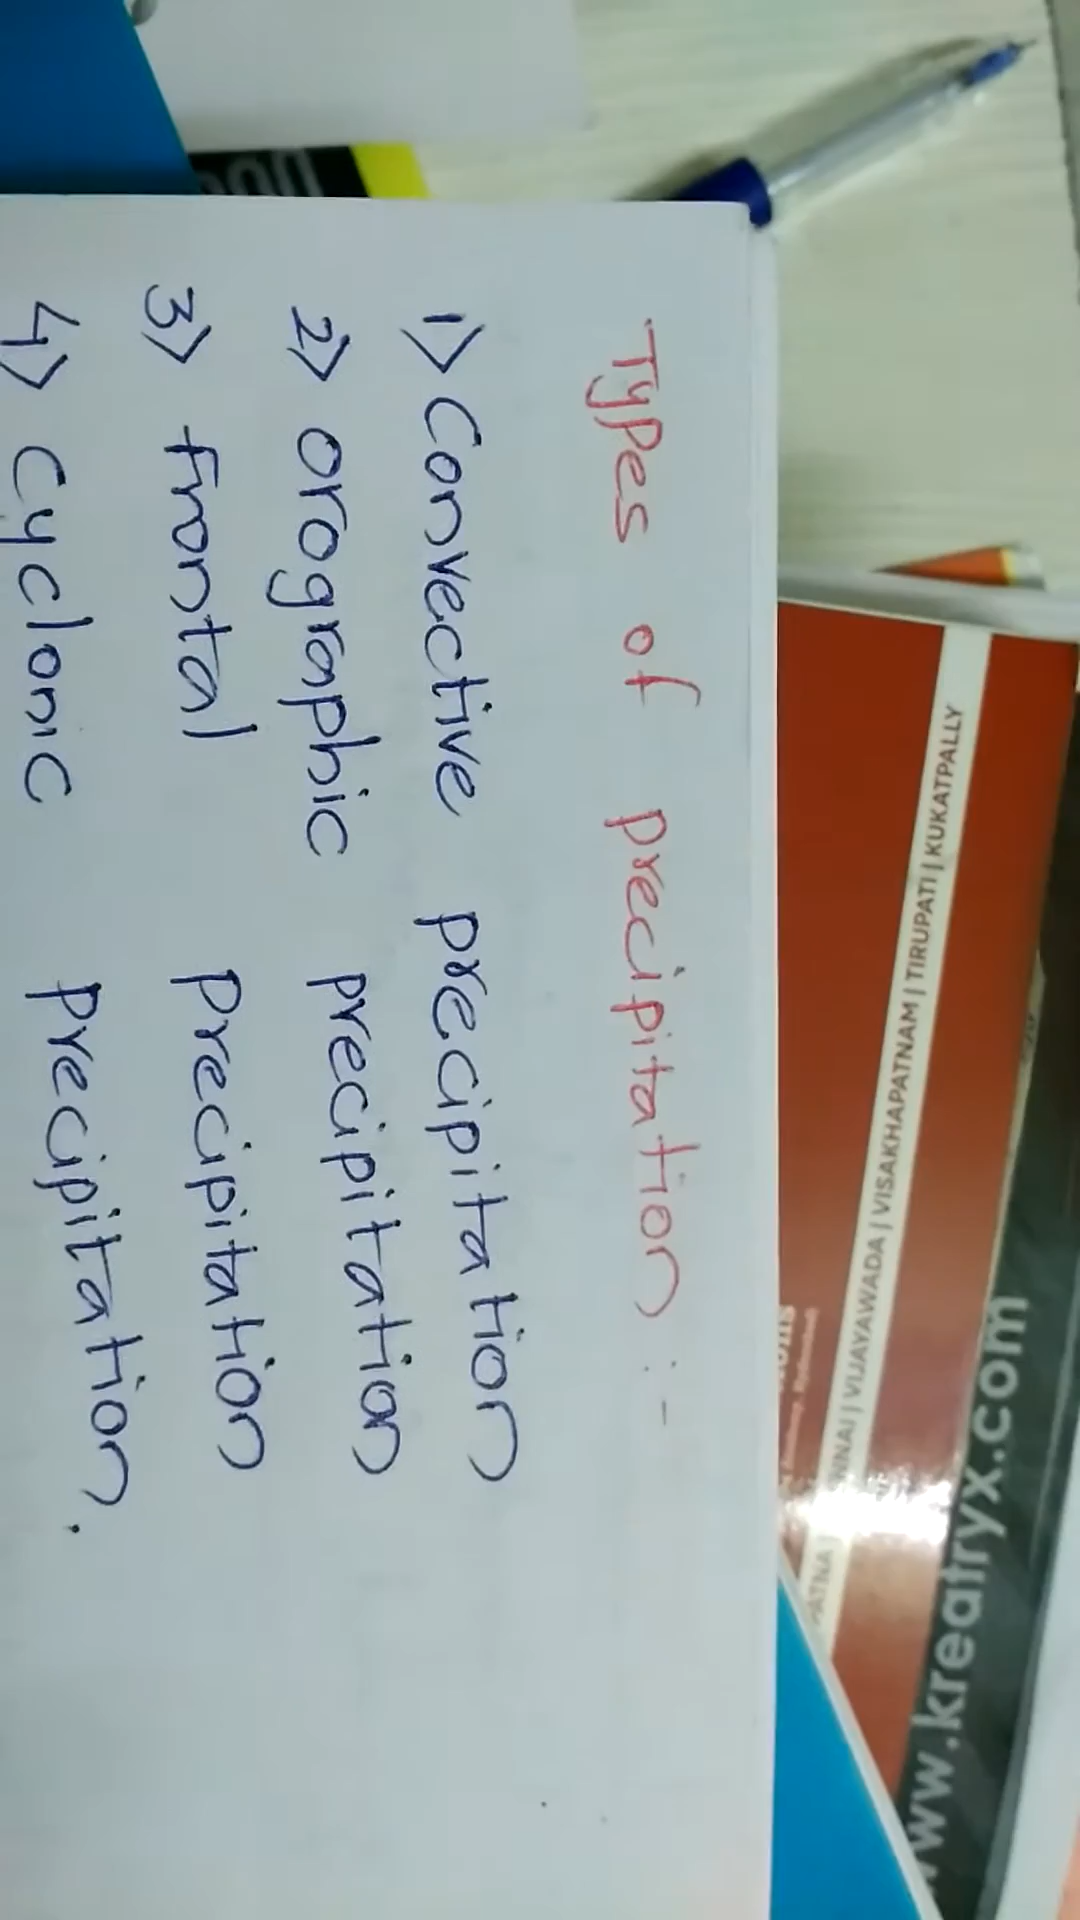 Types of precipitation :-
1> Convective precipitation
2> orographic precipitation
3> frontal precipitation
4> cyclonic precipitation.
VIJAYAWADA | VISAKHAPATNAM | TIRUPATI | KUKATPALLY
PATNA |
www.kreatryx.com